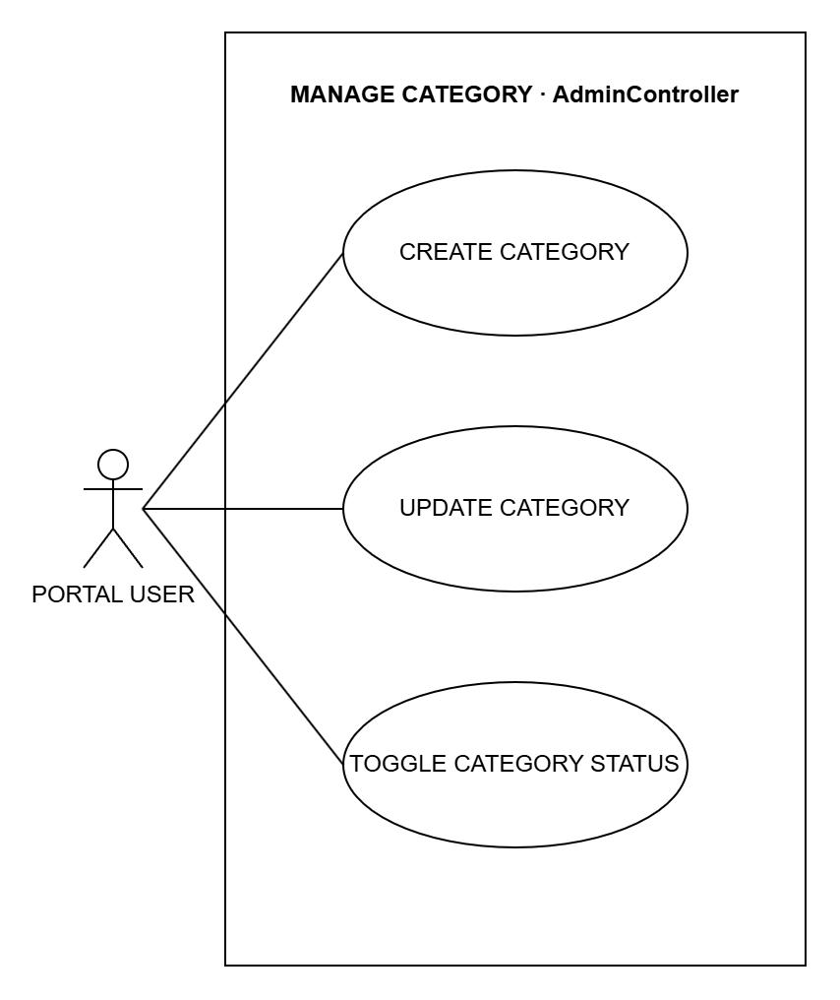 MANAGE CATEGORY · AdminController
CREATE CATEGORY
UPDATE CATEGORY
PORTAL USER
TOGGLE CATEGORY STATUS